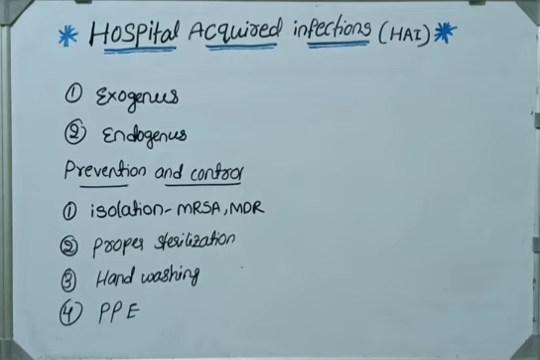 * Hospital Acquired infections (HAI) *
① Exogenus
② Endogenus
Prevention and control
① isolation - MRSA, MDR
② Proper sterilization
③ Hand washing
④ PPE